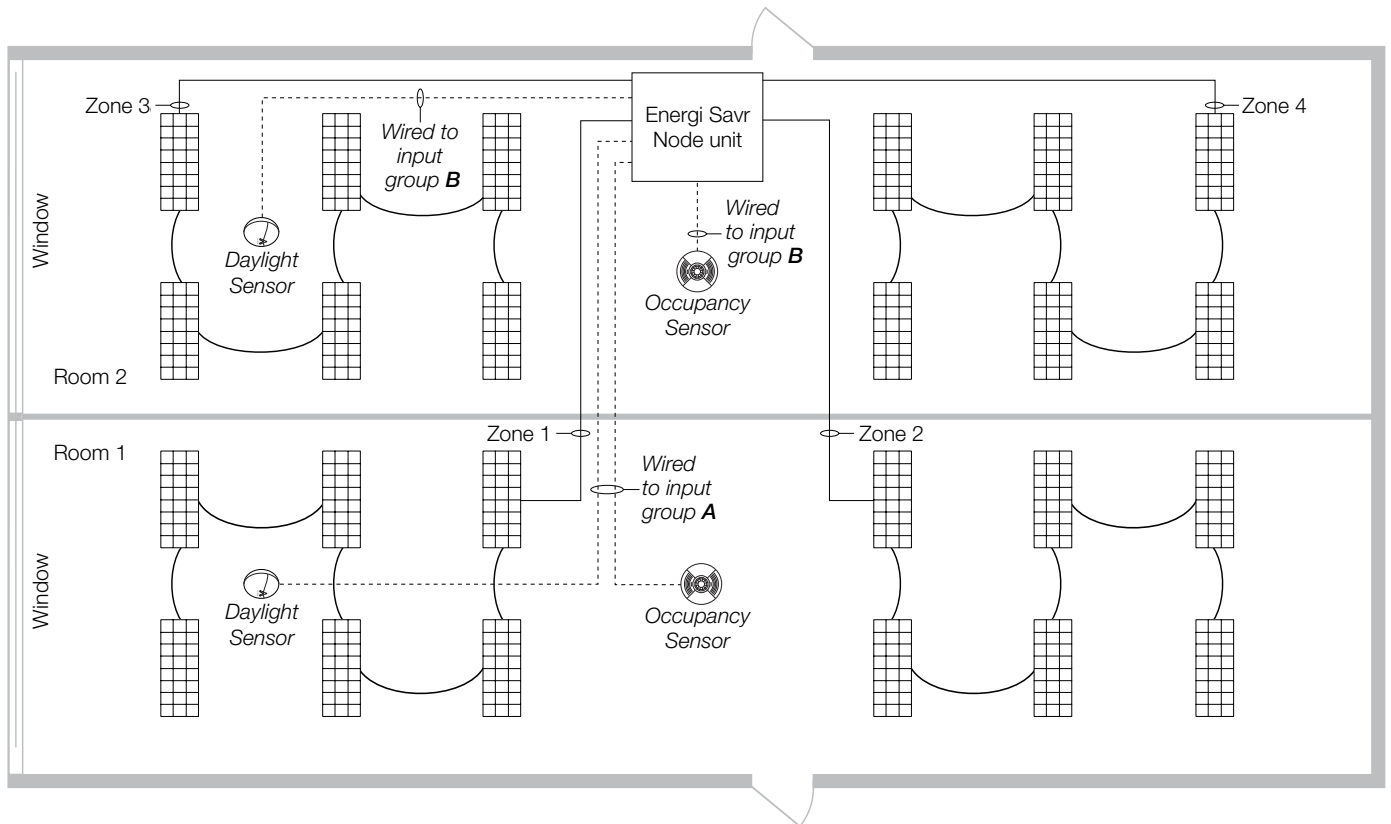 Zone 3
Wired to
input
group B
Energi Savr
Node unit
Zone 4
Window
Daylight
Sensor
Wired
to input
group B
Occupancy
Sensor
Room 2
Zone 1
Zone 2
Room 1
Wired
to input
group A
Window
Daylight
Sensor
Occupancy
Sensor